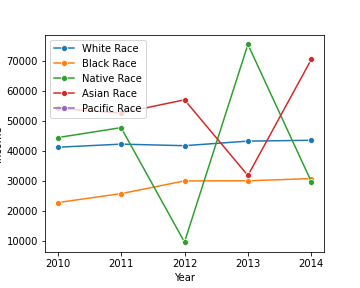 White Race
Black Race
Native Race
Asian Race
Pacific Race
70000
60000
50000
40000
30000
20000
10000
2010 2011 2012 2013 2014
Year